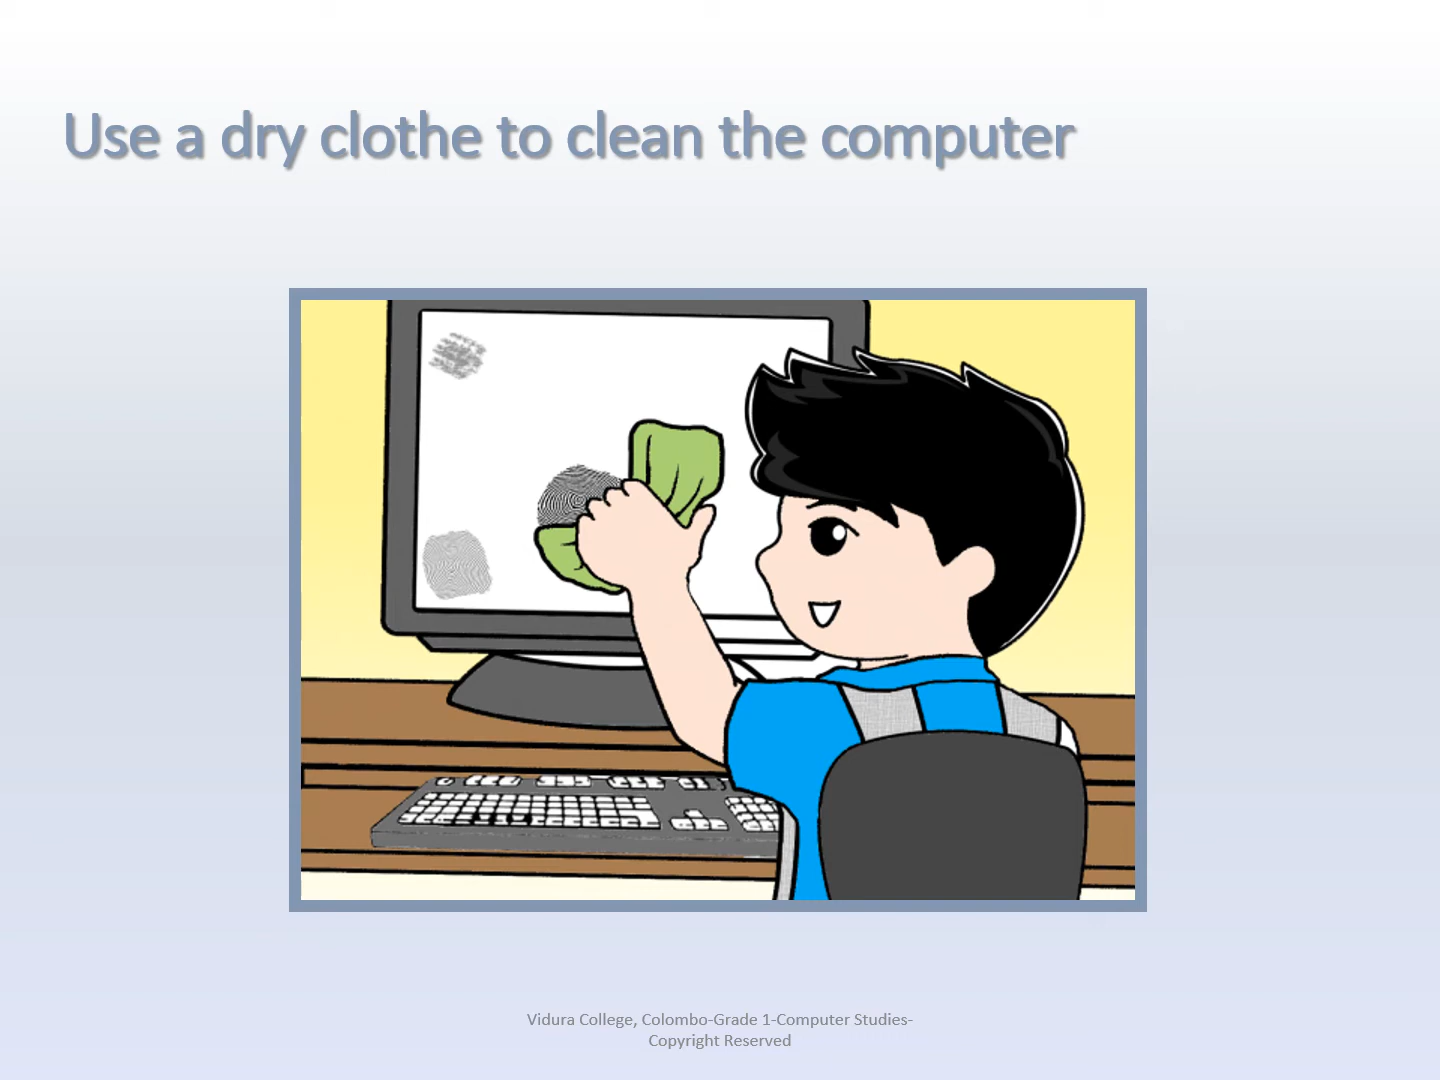 Use a dry clothe to clean the computer
Vidura College, Colombo-Grade 1-Computer Studies-
Copyright Reserved